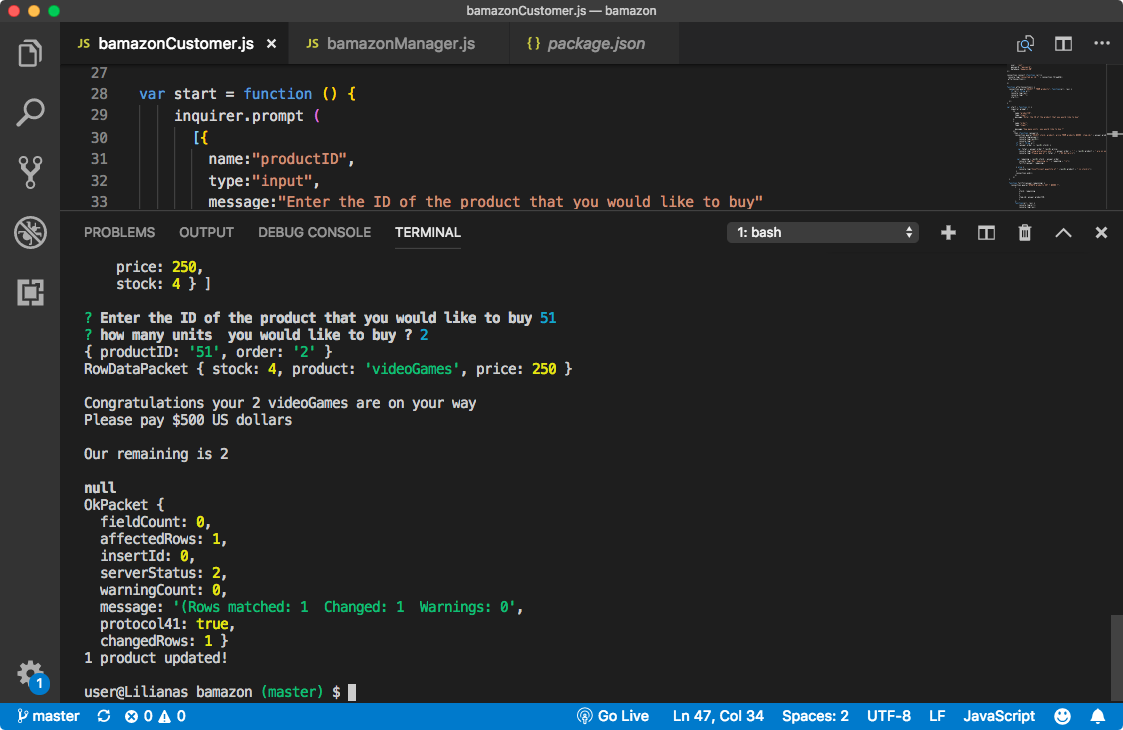 bamazonCustomer.js — bamazon
JS bamazonCustomer.js × JS bamazonManager.js {} package.json
27
28 var start = function () {
29 inquirer.prompt (
30 [{
31 name:"productID",
32 type:"input",
33 message:"Enter the ID of the product that you would like to buy"
PROBLEMS OUTPUT DEBUG CONSOLE TERMINAL 1: bash
price: 250,
stock: 4 } ]
? Enter the ID of the product that you would like to buy 51
? how many units  you would like to buy ? 2
{ productID: '51', order: '2' }
RowDataPacket { stock: 4, product: 'videoGames', price: 250 }
Congratulations your 2 videoGames are on your way
Please pay $500 US dollars
Our remaining is 2
null
OkPacket {
fieldCount: 0,
affectedRows: 1,
insertId: 0,
serverStatus: 2,
warningCount: 0,
message: '(Rows matched: 1  Changed: 1  Warnings: 0',
protocol41: true,
changedRows: 1 }
1 product updated!
user@Lilianas bamazon (master) $
1
master 0 0 Go Live Ln 47, Col 34 Spaces: 2 UTF-8 LF JavaScript